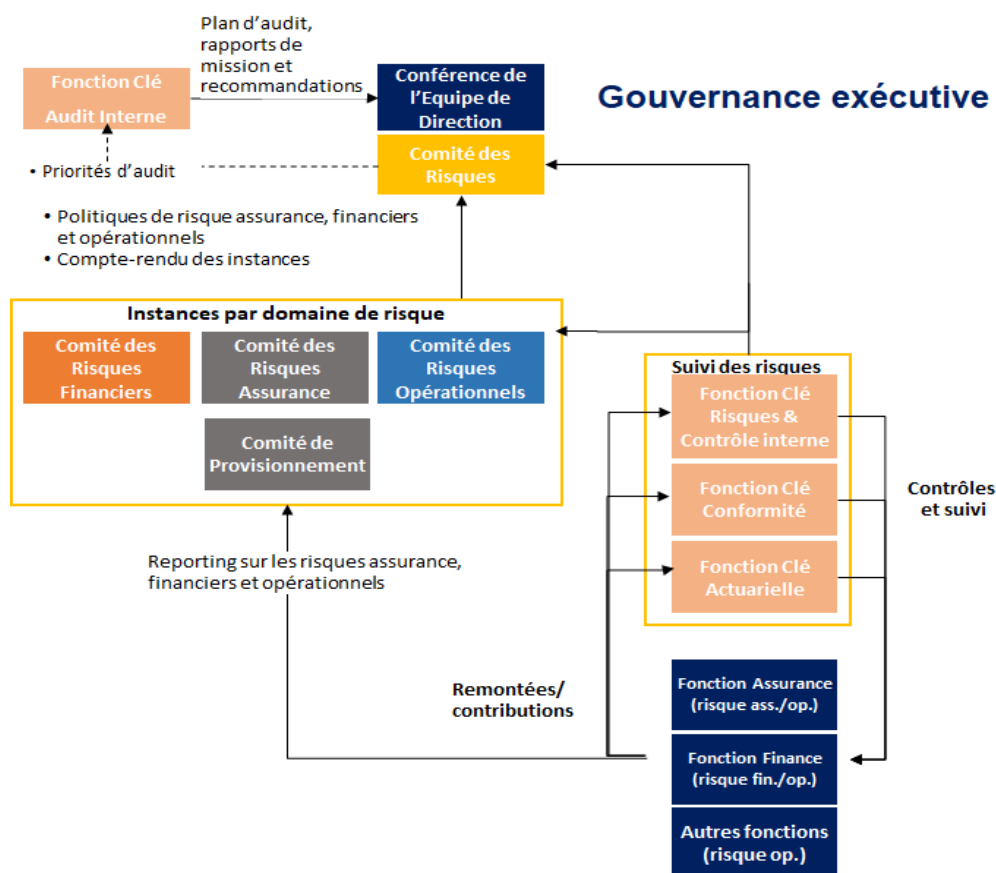 Plan d'audit,
rapports de
mission et
recommandations
Fonction Clé
Audit Interne
Conférence de
l'Equipe de
Direction
Gouvernance exécutive
Comité des
Risques
• Priorités d'audit
• Politiques de risque assurance, financiers
et opérationnels
• Compte-rendu des instances
Instances par domaine de risque
Comité des
Risques
Financiers
Comité des
Risques
Assurance
Comité des
Risques
Opérationnels
Comité de
Provisionnement
Suivi des risques
Fonction Clé
Risques &
Contrôle interne
Fonction Clé
Conformité
Fonction Clé
Actuarielle
Contrôles
et suivi
Reporting sur les risques assurance,
financiers et opérationnels
Remontées/
contributions
Fonction Assurance
(risque ass./op.)
Fonction Finance
(risque fin./op.)
Autres fonctions
(risque op.)